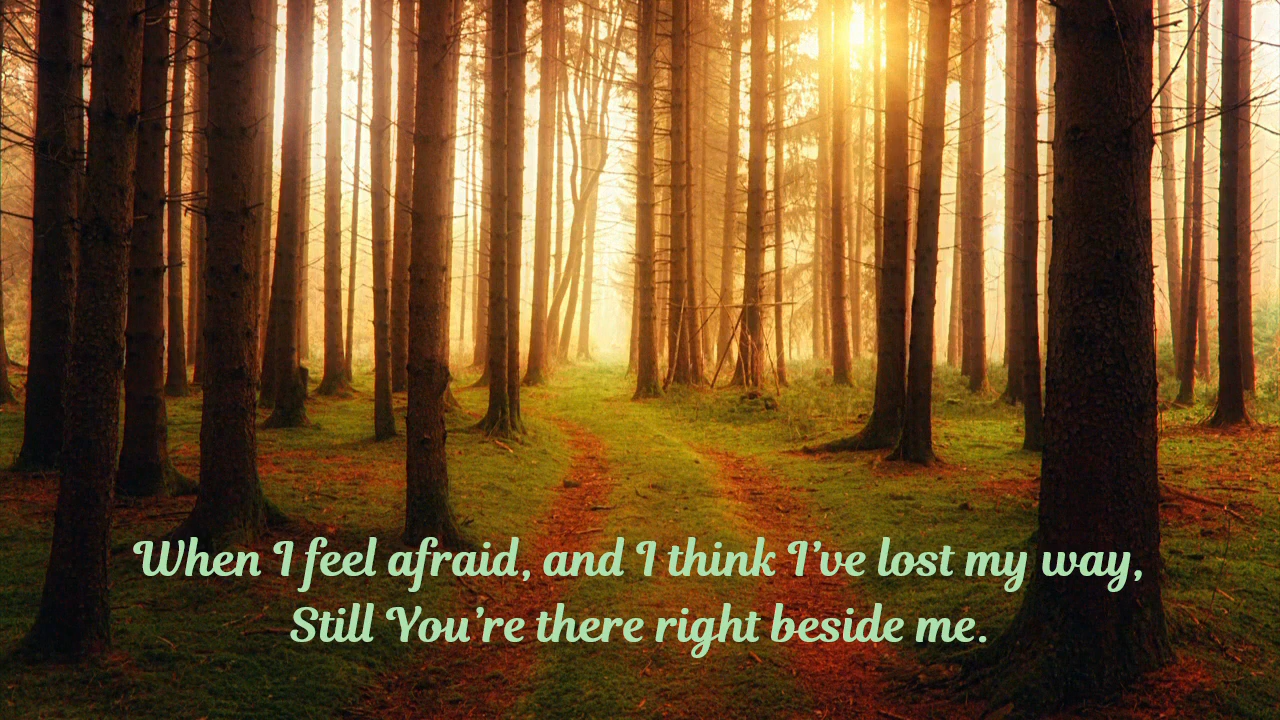 When I feel afraid, and I think I’ve lost my way,
Still You’re there right beside me.